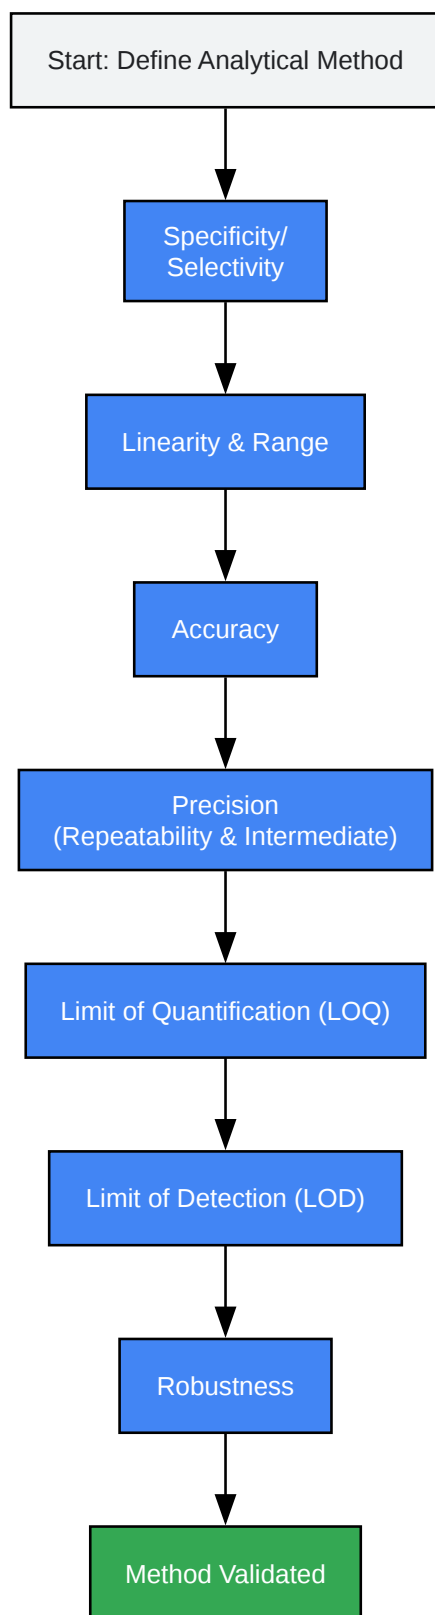 Start: Define Analytical Method
Specificity/
Selectivity
Linearity & Range
Accuracy
Precision
(Repeatability & Intermediate)
Limit of Quantification (LOQ)
Limit of Detection (LOD)
Robustness
Method Validated